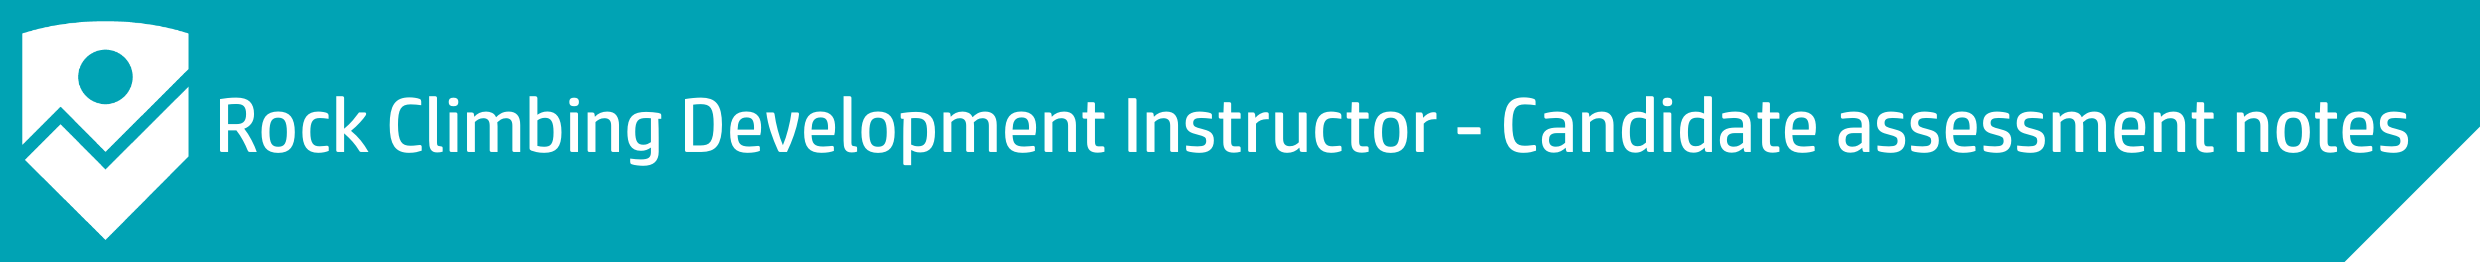 Rock Climbing Development Instructor - Candidate assessment notes